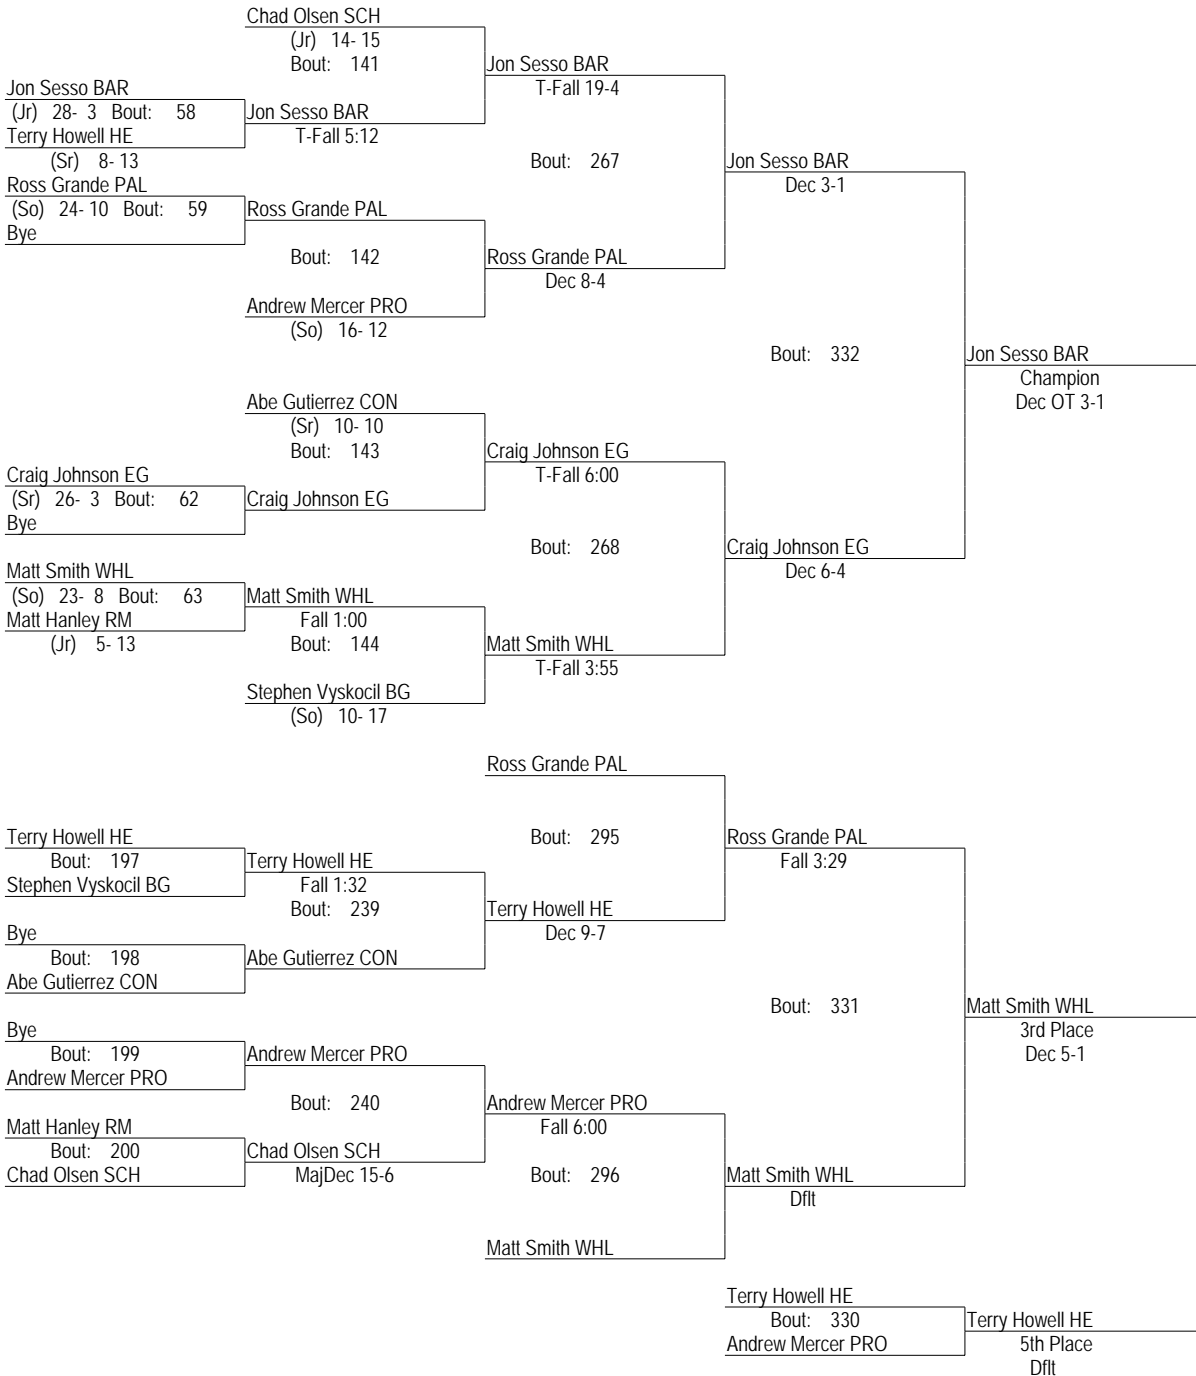 Chad Olsen SCH
(Jr) 14- 15
Bout: 141
Jon Sesso BAR
T-Fall 19-4
Jon Sesso BAR
(Jr) 28- 3 Bout: 58
Jon Sesso BAR
Terry Howell HE
T-Fall 5:12
(Sr) 8- 13
Bout: 267
Jon Sesso BAR
Ross Grande PAL
Dec 3-1
(So) 24- 10 Bout: 59
Ross Grande PAL
Bye
Bout: 142
Ross Grande PAL
Dec 8-4
Andrew Mercer PRO
(So) 16- 12
Bout: 332
Jon Sesso BAR
Champion
Dec OT 3-1
Abe Gutierrez CON
(Sr) 10- 10
Bout: 143
Craig Johnson EG
T-Fall 6:00
Craig Johnson EG
(Sr) 26- 3 Bout: 62
Craig Johnson EG
Bye
Bout: 268
Craig Johnson EG
Dec 6-4
Matt Smith WHL
(So) 23- 8 Bout: 63
Matt Smith WHL
Matt Hanley RM
Fall 1:00
(Jr) 5- 13
Bout: 144
Matt Smith WHL
T-Fall 3:55
Stephen Vyskocil BG
(So) 10- 17
Ross Grande PAL
Terry Howell HE
Bout: 295
Ross Grande PAL
Bout: 197
Terry Howell HE
Fall 3:29
Stephen Vyskocil BG
Fall 1:32
Bout: 239
Terry Howell HE
Bye
Dec 9-7
Bout: 198
Abe Gutierrez CON
Abe Gutierrez CON
Bout: 331
Matt Smith WHL
Bye
3rd Place
Bout: 199
Andrew Mercer PRO
Dec 5-1
Andrew Mercer PRO
Bout: 240
Andrew Mercer PRO
Matt Hanley RM
Fall 6:00
Bout: 200
Chad Olsen SCH
Chad Olsen SCH
MajDec 15-6
Bout: 296
Matt Smith WHL
Dflt
Matt Smith WHL
Terry Howell HE
Bout: 330
Terry Howell HE
Andrew Mercer PRO
5th Place
Dflt